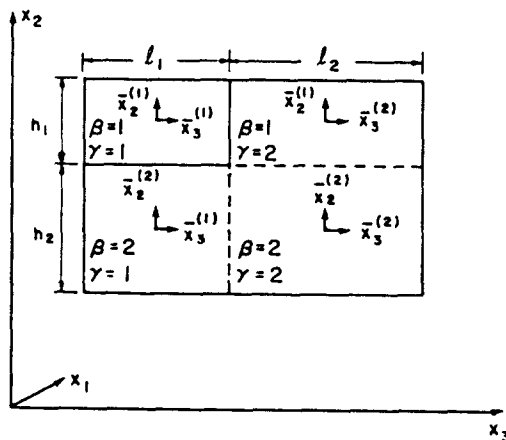 x₂
ℓ₁ ℓ₂
h₁
x̄₂⁽¹⁾ x̄₃⁽¹⁾
β=1
γ=1
x̄₂⁽¹⁾ x̄₃⁽²⁾
β=1
γ=2
h₂
x̄₂⁽²⁾ x̄₃⁽¹⁾
β=2
γ=1
x̄₂⁽²⁾ x̄₃⁽²⁾
β=2
γ=2
x₁
x₃